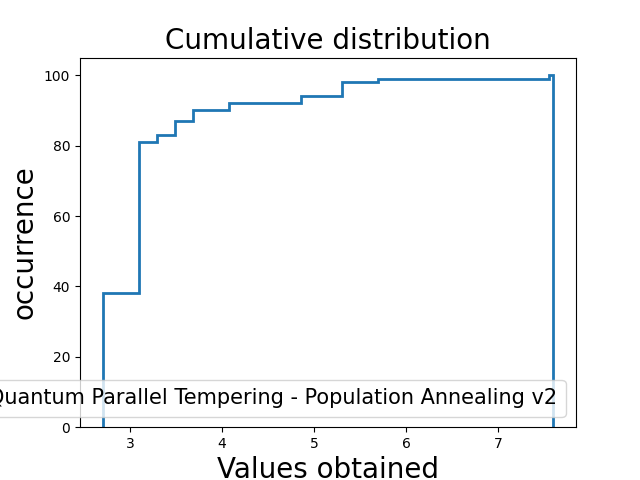 Cumulative distribution
occurrence
100
80
60
40
20
0
Parallel Tempering - Population Annealing v2
3 4 5 6 7
Values obtained